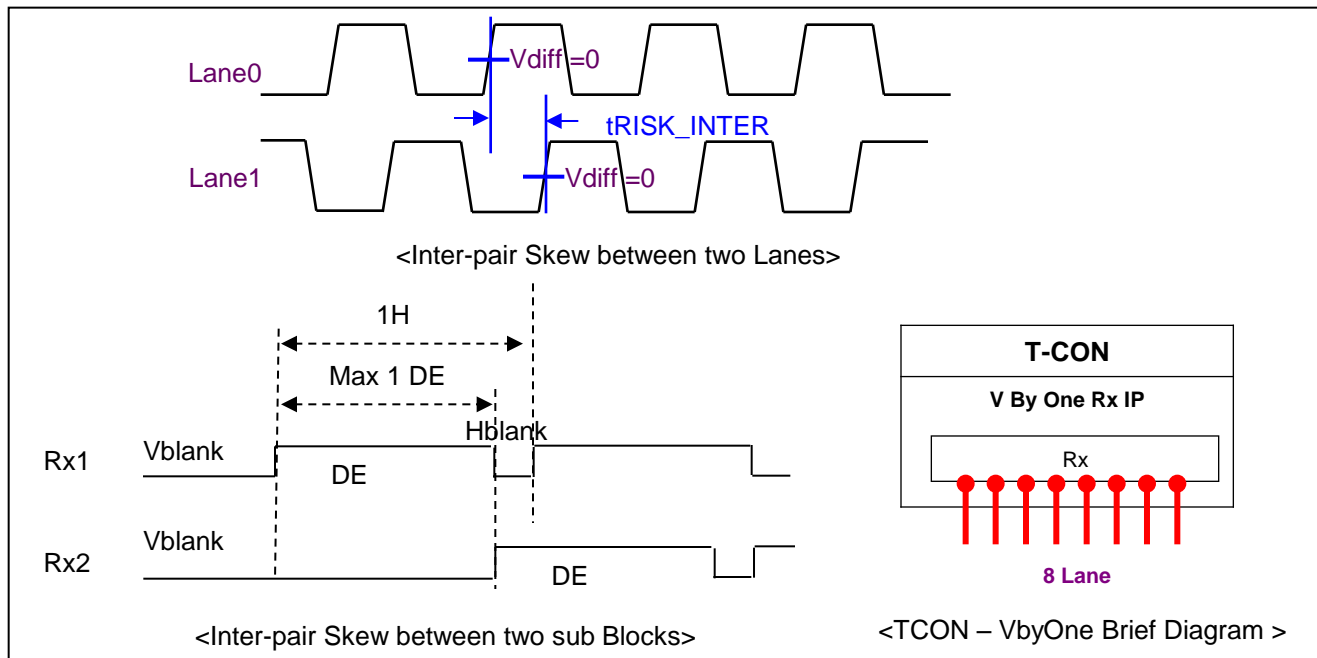 Lane0
Vdiff =0
tRISK_INTER
Lane1
Vdiff =0
<Inter-pair Skew between two Lanes>
1H
Max 1 DE
Hblank
Rx1
Vblank
DE
Rx2
Vblank
DE
<Inter-pair Skew between two sub Blocks>
T-CON
V By One Rx IP
Rx
8 Lane
<TCON – VbyOne Brief Diagram >